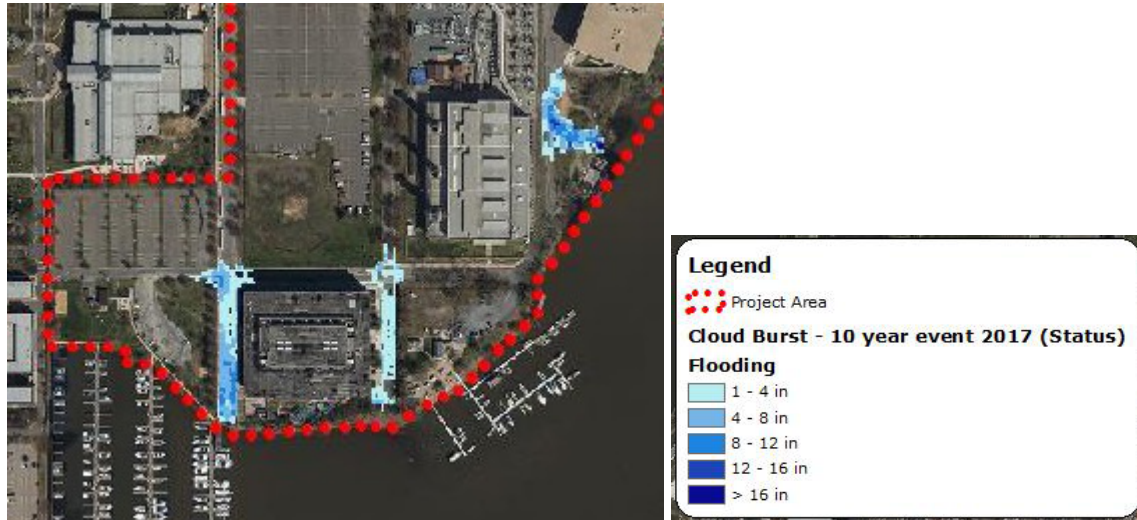 Legend
Project Area
Cloud Burst - 10 year event 2017 (Status)
Flooding
1 - 4 in
4 - 8 in
8 - 12 in
12 - 16 in
> 16 in